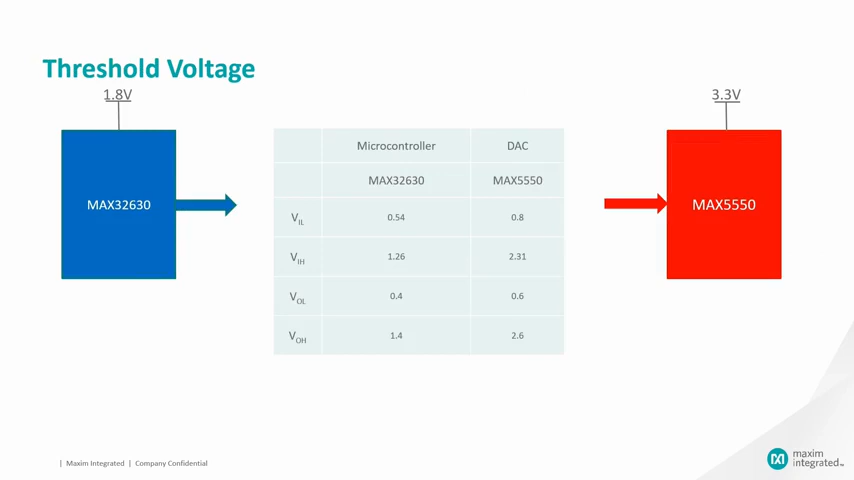 Threshold Voltage
1.8V
3.3V
Microcontroller DAC
MAX32630 MAX5550
VIL 0.54 0.8
VIH 1.26 2.31
VOL 0.4 0.6
VOH 1.4 2.6
MAX32630
MAX5550
| Maxim Integrated | Company Confidential
maxim
integrated™